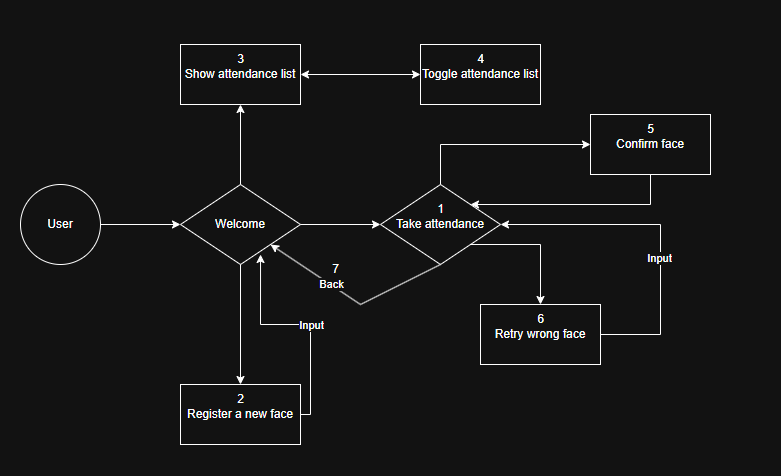 3
Show attendance list
4
Toggle attendance list
5
Confirm face
User
Welcome
1
Take attendance
7
Back
Input
Input
6
Retry wrong face
2
Register a new face